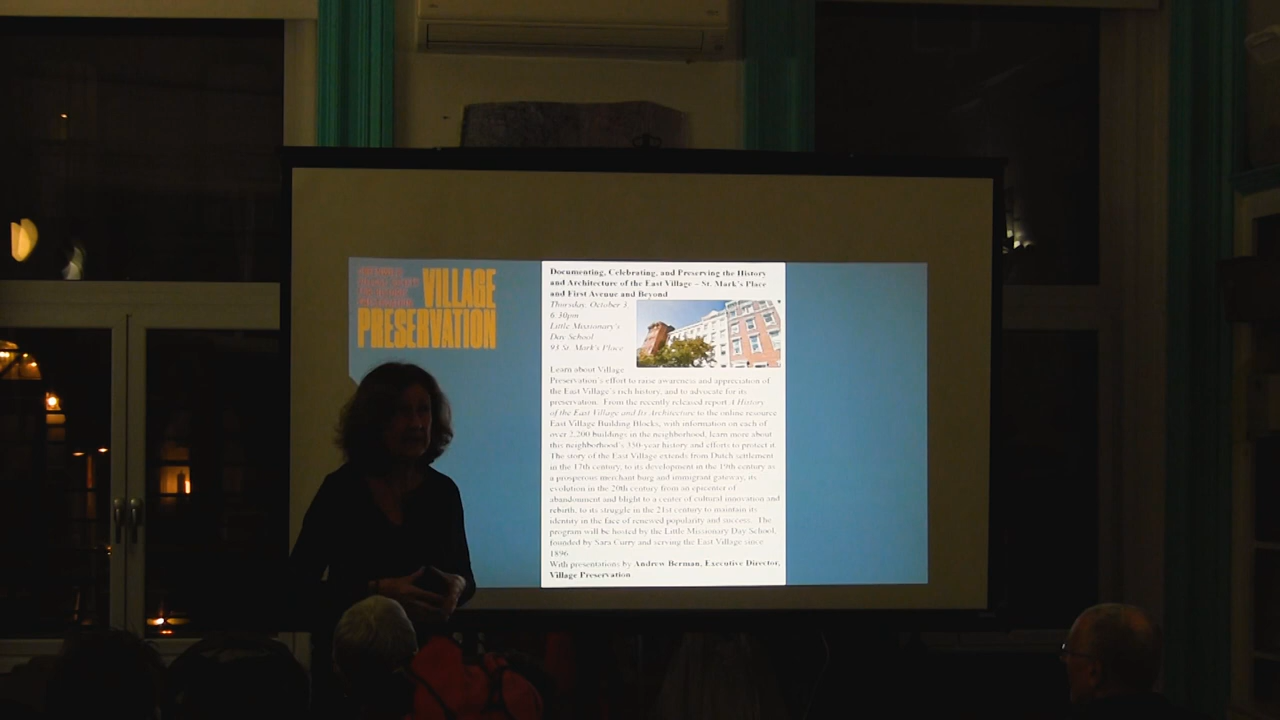 VILLAGE
PRESERVATION
Documenting, Celebrating, and Preserving the History
and Architecture of the East Village – St. Mark's Place
and First Avenue and Beyond
Thursday, October 3
6:30pm
Little Missionary's
Day School
93 St. Mark's Place
Learn about Village
Preservation's effort to raise awareness and appreciation of
the East Village's rich history, and to advocate for its
preservation. From the recently released report A History
of the East Village and Its Architecture to the online resource
East Village Building Blocks, with information on each of
over 2,200 buildings in the neighborhood, learn more about
this neighborhood's 350-year history and efforts to protect it.
The story of the East Village extends from Dutch settlement
in the 17th century, to its development in the 19th century as
a prosperous merchant burg and immigrant gateway, its
evolution in the 20th century from an epicenter of
abandonment and blight to a center of cultural innovation and
rebirth, to its struggle in the 21st century to maintain its
identity in the face of renewed popularity and success. The
program will be hosted by the Little Missionary Day School,
founded by Sara Curry and serving the East Village since
1896.
With presentations by Andrew Berman, Executive Director,
Village Preservation